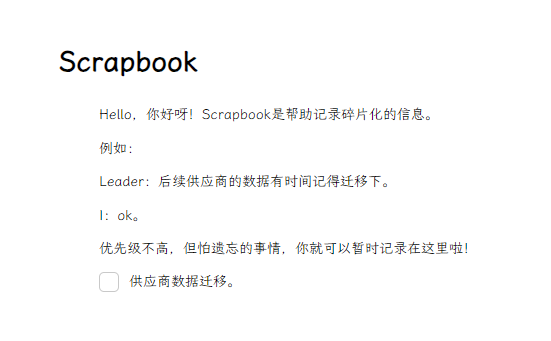 Scrapbook
Hello，你好呀！Scrapbook是帮助记录碎片化的信息。
例如：
Leader：后续供应商的数据有时间记得迁移下。
I：ok。
优先级不高，但怕遗忘的事情，你就可以暂时记录在这里啦！
供应商数据迁移。